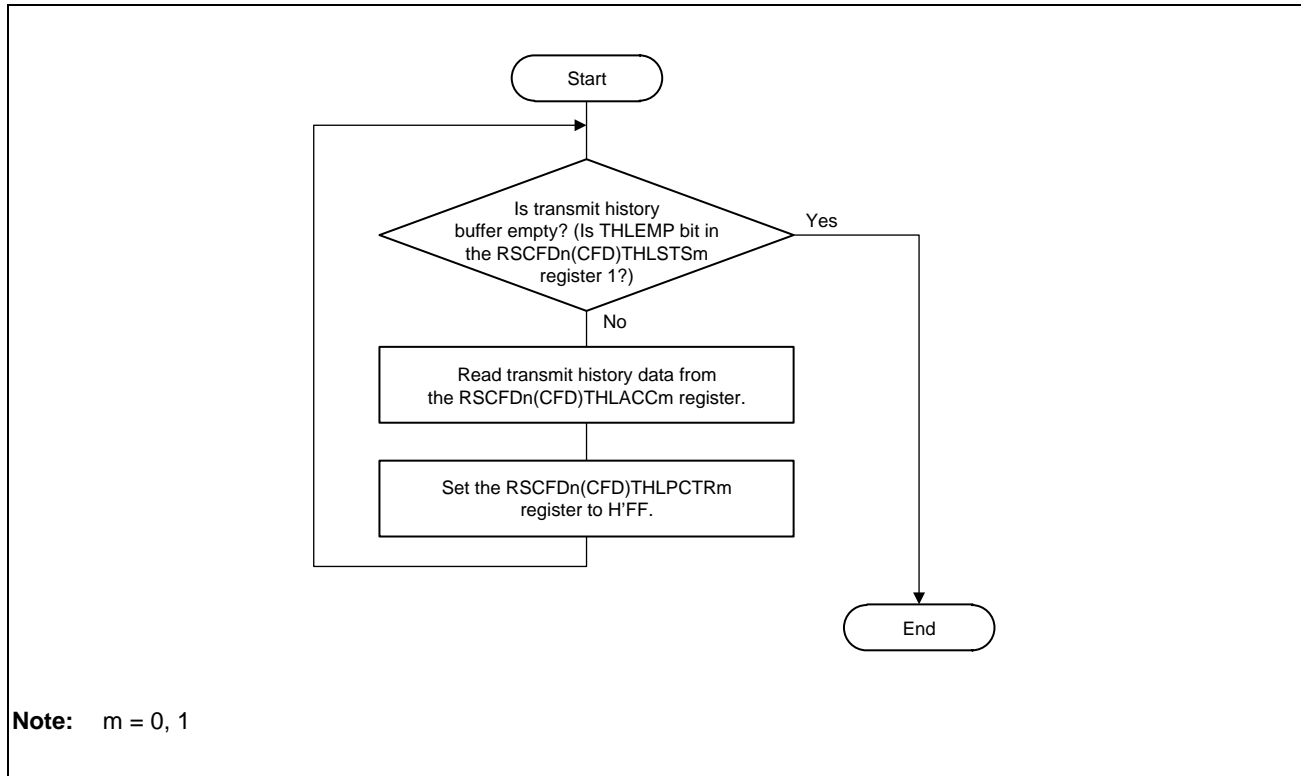 Start
Is transmit history
buffer empty? (Is THLEMP bit in
the RSCFDn(CFD)THLSTSm
register 1?)
Yes
No
Read transmit history data from
the RSCFDn(CFD)THLACCm register.
Set the RSCFDn(CFD)THLPCTRm
register to H'FF.
End
Note: m = 0, 1